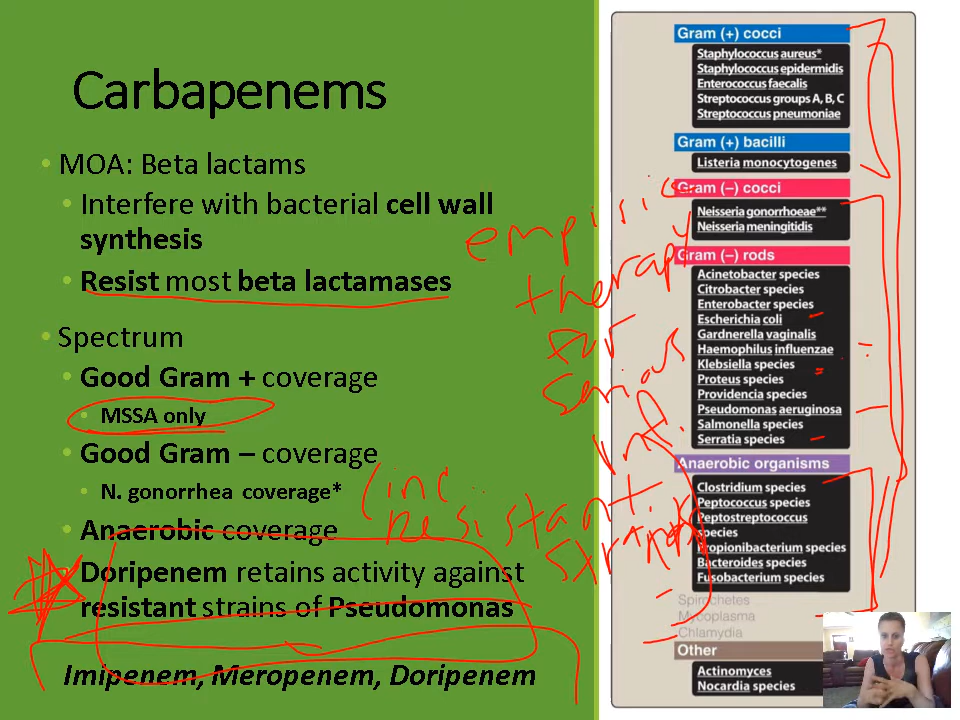 Carbapenems
• MOA: Beta lactams
• Interfere with bacterial cell wall
synthesis
• Resist most beta lactamases
• Spectrum
• Good Gram + coverage
• MSSA only
• Good Gram – coverage
• N. gonorrhea coverage*
• Anaerobic coverage
• Doripenem retains activity against
resistant strains of Pseudomonas
Imipenem, Meropenem, Doripenem
empiric
therapy
for
serious
inf.
(inc
resistant
strains
Gram (+) cocci
Staphylococcus aureus*
Staphylococcus epidermidis
Enterococcus faecalis
Streptococcus groups A, B, C
Streptococcus pneumoniae
Gram (+) bacilli
Listeria monocytogenes
Gram (–) cocci
Neisseria gonorrhoeae**
Neisseria meningitidis
Gram (–) rods
Acinetobacter species
Citrobacter species
Enterobacter species
Escherichia coli
Gardnerella vaginalis
Haemophilus influenzae
Klebsiella species
Proteus species
Providencia species
Pseudomonas aeruginosa
Salmonella species
Serratia species
Anaerobic organisms
Clostridium species
Peptococcus species
Peptostreptococcus
species
Propionibacterium species
Bacteroides species
Fusobacterium species
Spirochetes
Mycoplasma
Chlamydia
Other
Actinomyces
Nocardia species